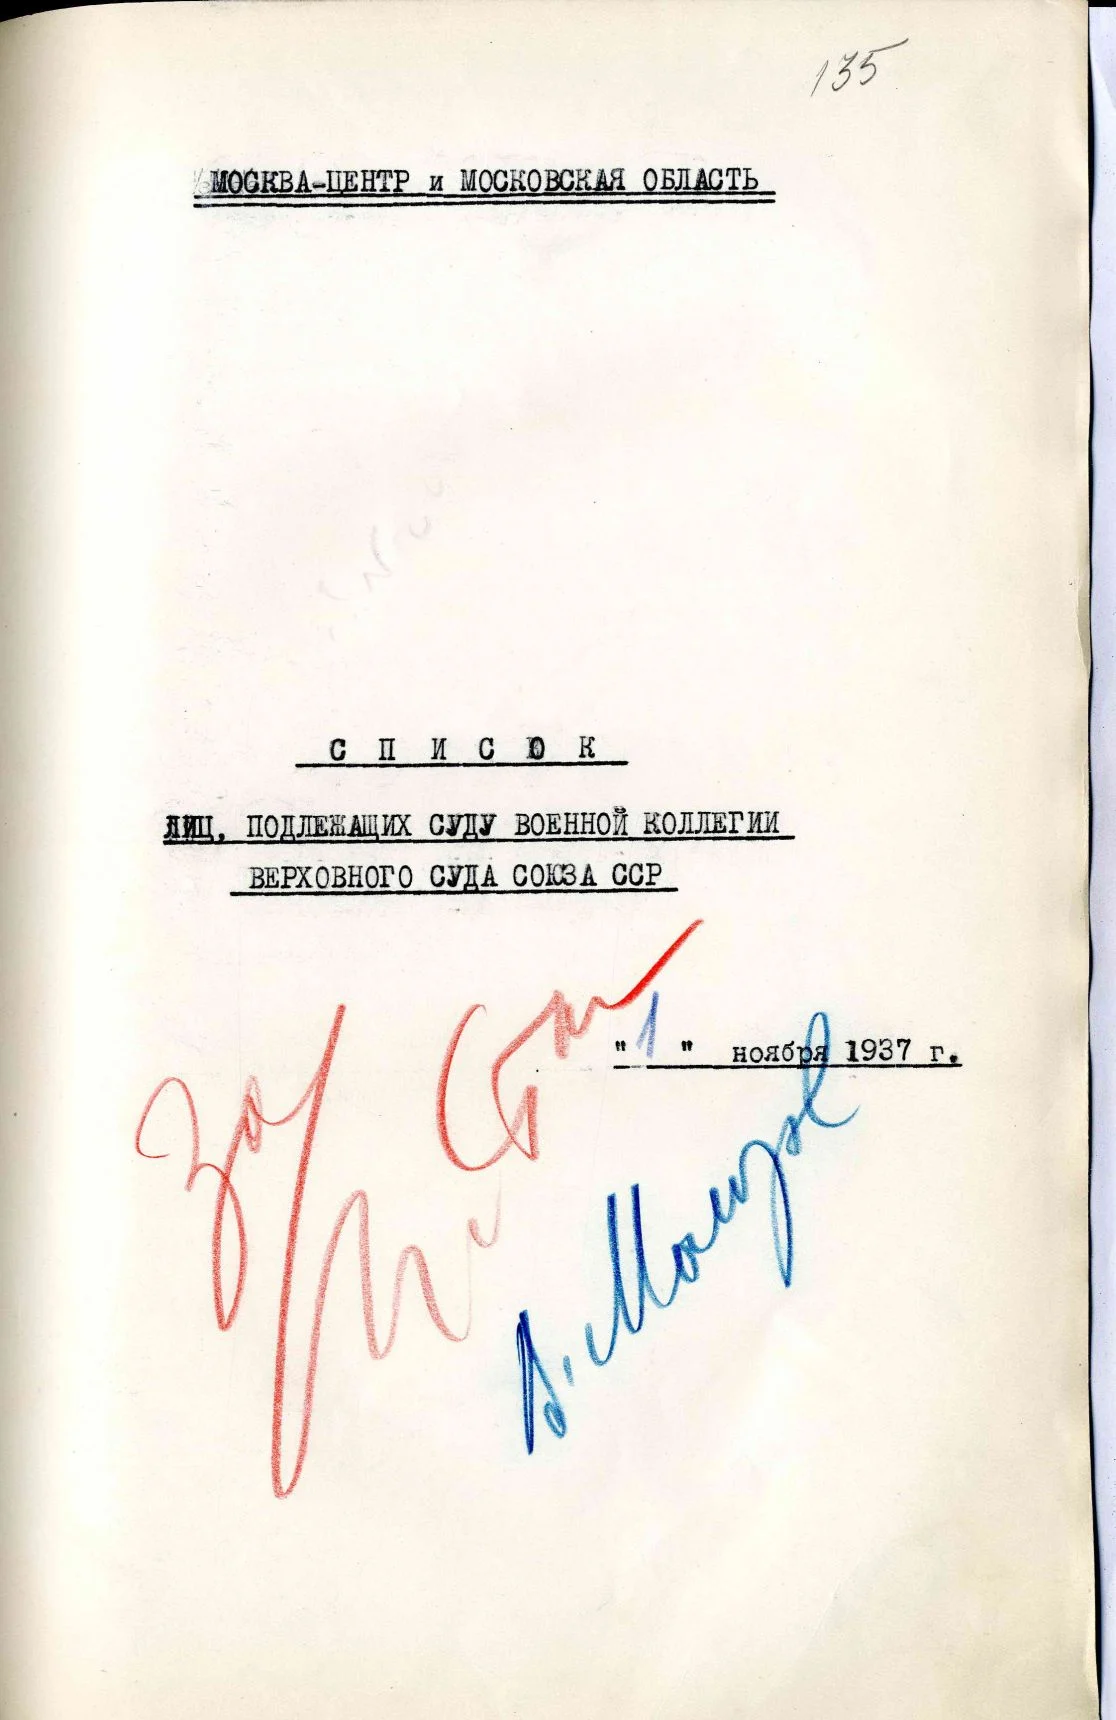 135
МОСКВА-ЦЕНТР и МОСКОВСКАЯ ОБЛАСТЬ
С П И С О К
ЛИЦ, ПОДЛЕЖАЩИХ СУДУ ВОЕННОЙ КОЛЛЕГИИ
ВЕРХОВНОГО СУДА СОЮЗА ССР
"1" ноября 1937 г.
За
В. Молотов